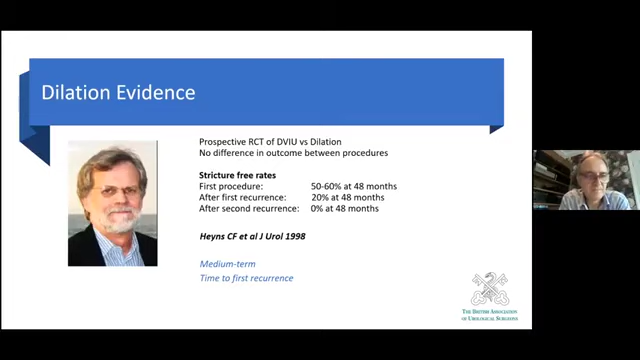 Dilation Evidence
Prospective RCT of DVIU vs Dilation
No difference in outcome between procedures
Stricture free rates
First procedure: 50-60% at 48 months
After first recurrence: 20% at 48 months
After second recurrence: 0% at 48 months
Heyns CF et al J Urol 1998
Medium-term
Time to first recurrence
The British Association
of Urological Surgeons